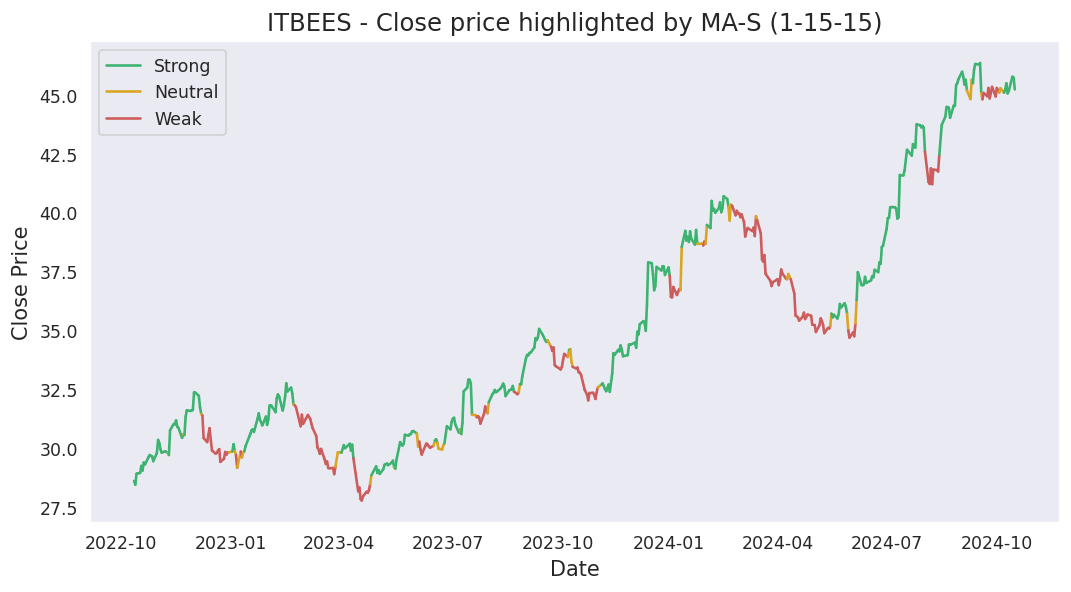 ITBEES - Close price highlighted by MA-S (1-15-15)
Strong
Neutral
Weak
Close Price
45.0
42.5
40.0
37.5
35.0
32.5
30.0
27.5
2022-10 2023-01 2023-04 2023-07 2023-10 2024-01 2024-04 2024-07 2024-10
Date